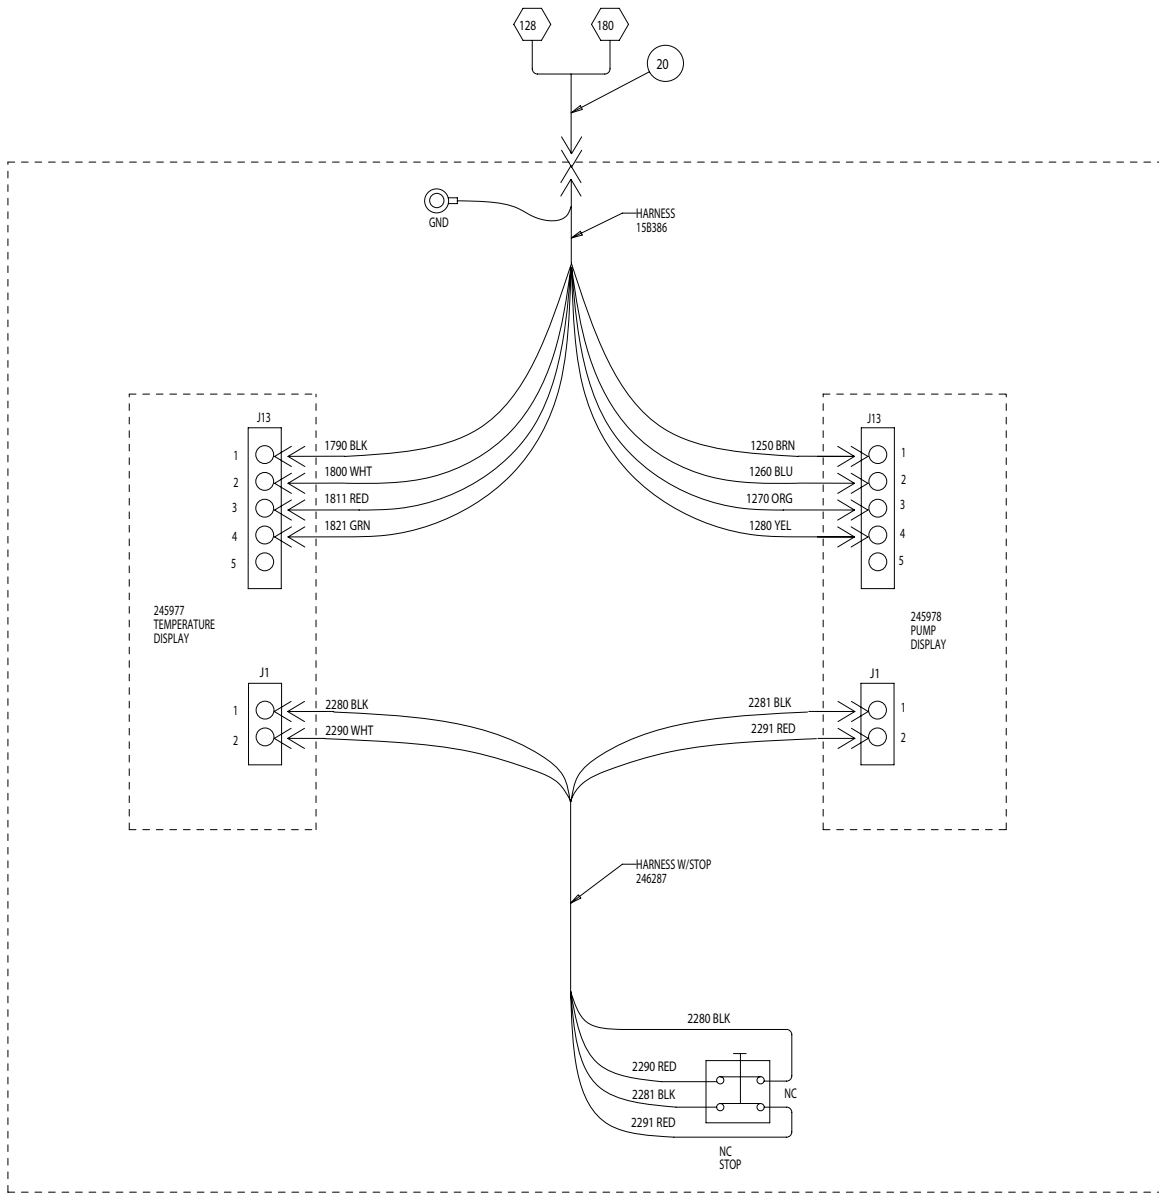 128
180
20
GND
HARNESS
15B386
J13
J13
1
1790 BLK
1250 BRN
1
2
1800 WHT
1260 BLU
2
3
1811 RED
1270 ORG
3
4
1821 GRN
1280 YEL
4
5
5
245977
TEMPERATURE
DISPLAY
245978
PUMP
DISPLAY
J1
J1
1
2280 BLK
2281 BLK
1
2
2290 WHT
2291 RED
2
HARNESS W/STOP
246287
2280 BLK
2290 RED
2281 BLK
NC
2291 RED
NC
STOP